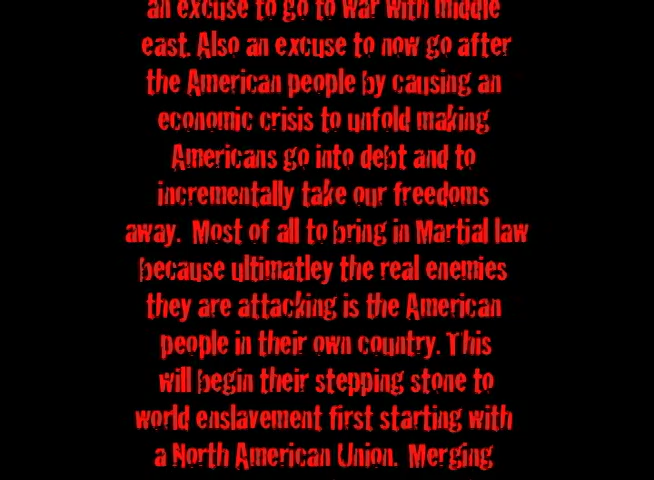 an excuse to go to war with middle
east. Also an excuse to now go after
the American people by causing an
economic crisis to unfold making
Americans go into debt and to
incrementally take our freedoms
away. Most of all to bring in Martial law
because ultimatley the real enemies
they are attacking is the American
people in their own country. This
will begin their stepping stone to
world enslavement first starting with
a North American Union. Merging